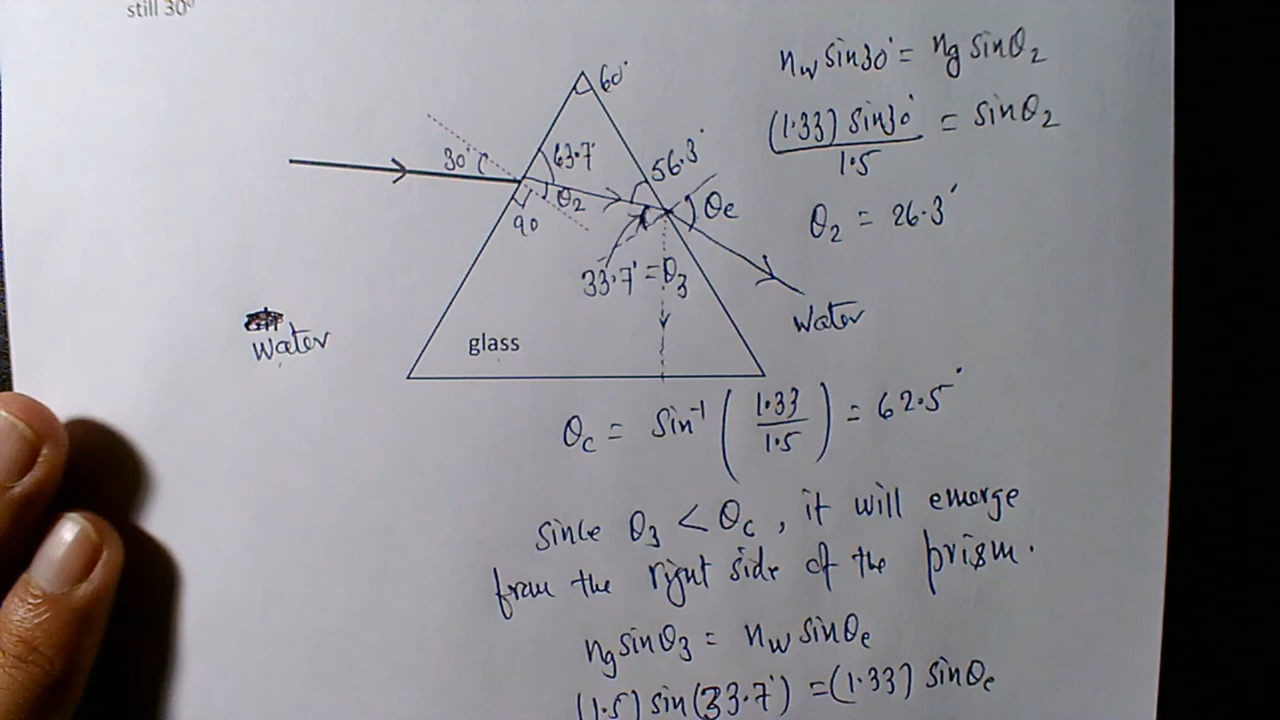 still 30°
60°
30°
63.7°
56.3°
θ2
90
θe
33.7° = θ3
glass
Water
Water
nw sin30° = ng sinθ2
(1.33) sin30° / 1.5 = sinθ2
θ2 = 26.3°
θc = sin⁻¹ (1.33 / 1.5) = 62.5°
since θ3 < θc, it will emerge
from the right side of the prism.
ng sinθ3 = nw sinθe
(1.5) sin(33.7°) = (1.33) sinθe